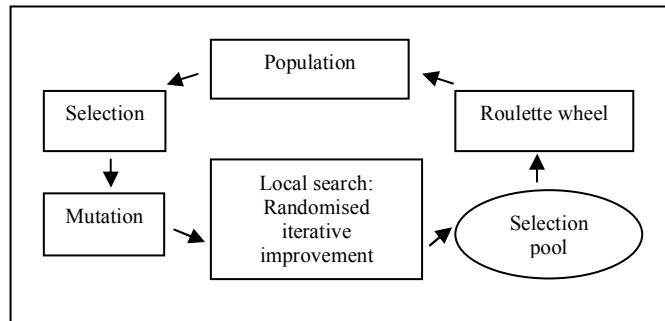 Population
Selection
Roulette wheel
Mutation
Local search:
Randomised
iterative
improvement
Selection
pool